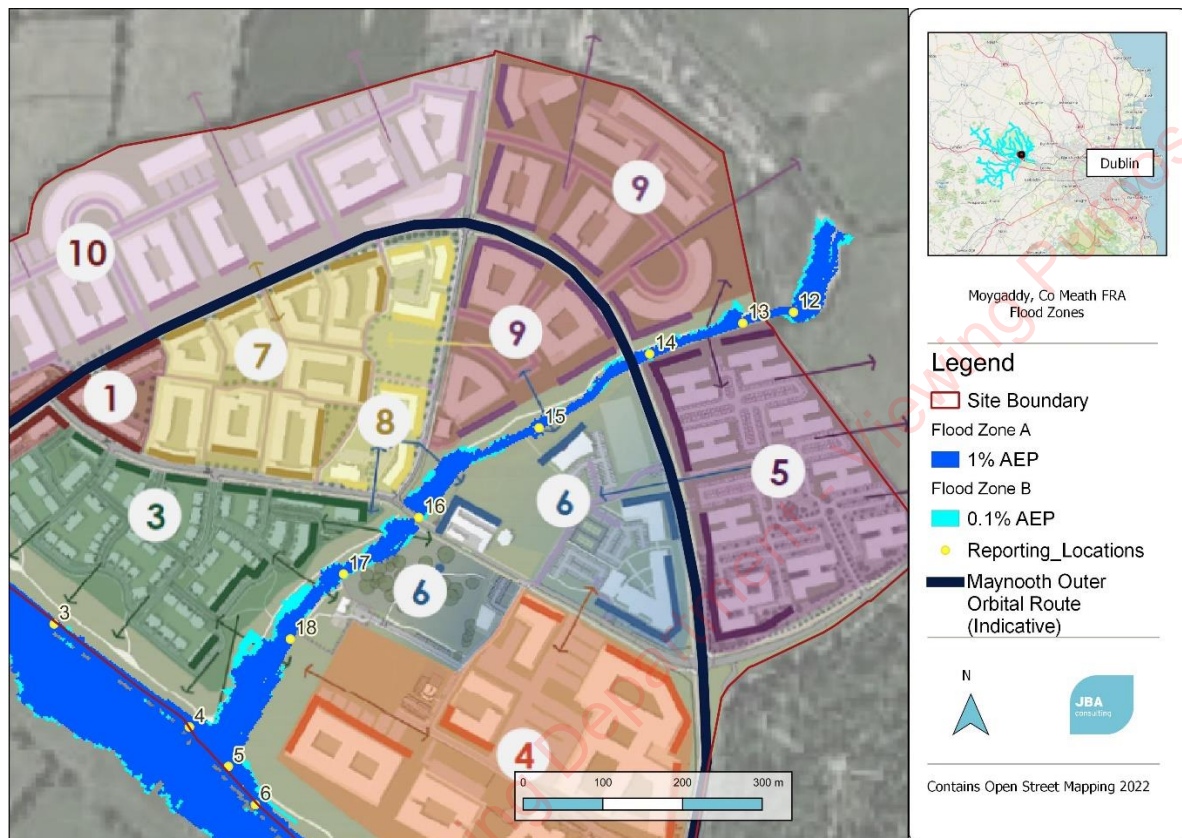 10
9
9
7
1
8
3
5
6
6
4
12
13
14
15
16
17
18
3
4
5
6
0 100 200 300 m
Dublin
Moygaddy, Co Meath FRA
Flood Zones
Legend
Site Boundary
Flood Zone A
1% AEP
Flood Zone B
0.1% AEP
Reporting_Locations
Maynooth Outer
Orbital Route
(Indicative)
N
JBA
consulting
Contains Open Street Mapping 2022
Viewing Purpos